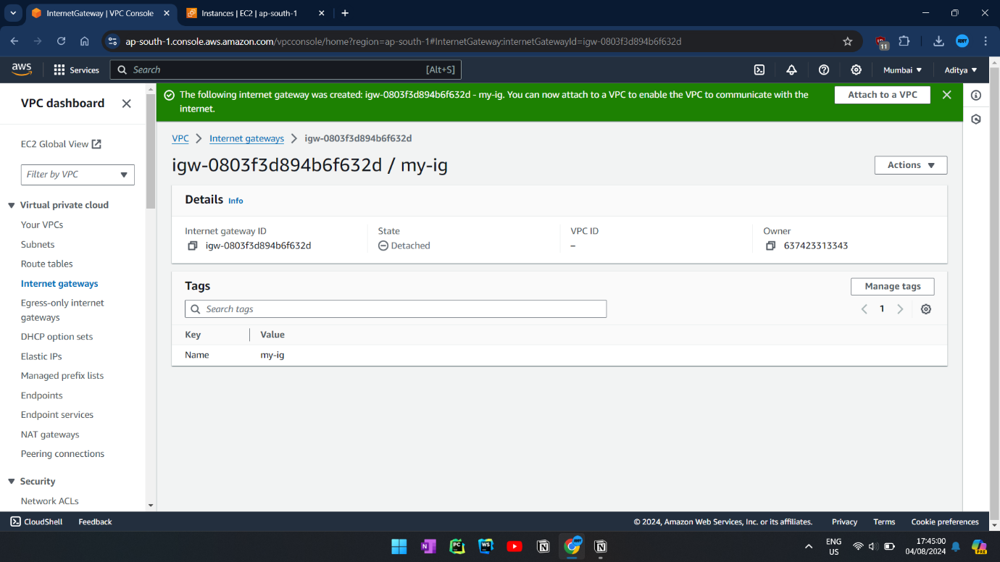 InternetGateway | VPC Console
Instances | EC2 | ap-south-1
ap-south-1.console.aws.amazon.com/vpcconsole/home?region=ap-south-1#InternetGateway:internetGatewayId=igw-0803f3d894b6f632d
11
ADDY
aws
Services
Search
[Alt+S]
Mumbai
Aditya
VPC dashboard
EC2 Global View
Filter by VPC
Virtual private cloud
Your VPCs
Subnets
Route tables
Internet gateways
Egress-only internet
gateways
DHCP option sets
Elastic IPs
Managed prefix lists
Endpoints
Endpoint services
NAT gateways
Peering connections
Security
Network ACLs
The following internet gateway was created: igw-0803f3d894b6f632d - my-ig. You can now attach to a VPC to enable the VPC to communicate with the
internet.
Attach to a VPC
VPC
Internet gateways
igw-0803f3d894b6f632d
igw-0803f3d894b6f632d / my-ig
Actions
Details Info
Internet gateway ID
igw-0803f3d894b6f632d
State
Detached
VPC ID
–
Owner
637423313343
Tags
Manage tags
Search tags
1
Key
Value
Name
my-ig
CloudShell
Feedback
© 2024, Amazon Web Services, Inc. or its affiliates.
Privacy
Terms
Cookie preferences
N
PC
WS
N
N
ENG
US
17:45:00
04/08/2024
PRE